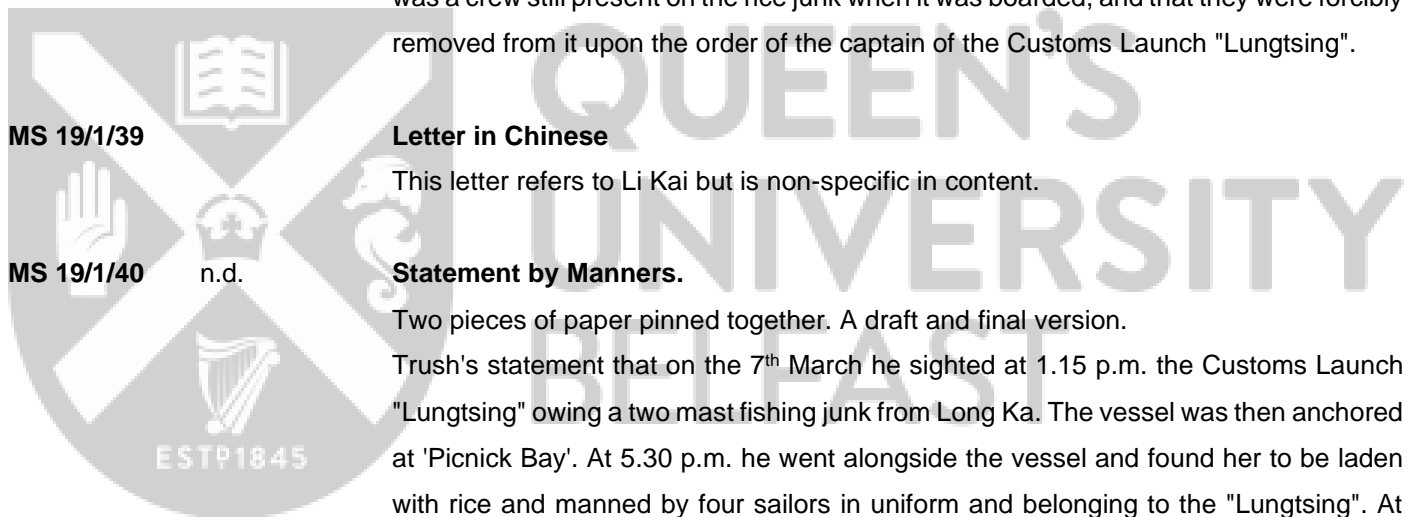 was a crew still present on the rice junk when it was boarded, and that they were forcibly
removed from it upon the order of the captain of the Customs Launch "Lungtsing".
MS 19/1/39 Letter in Chinese
This letter refers to Li Kai but is non-specific in content.
MS 19/1/40 n.d. Statement by Manners.
Two pieces of paper pinned together. A draft and final version.
Trush's statement that on the 7th March he sighted at 1.15 p.m. the Customs Launch
"Lungtsing" owing a two mast fishing junk from Long Ka. The vessel was then anchored
at 'Picnick Bay'. At 5.30 p.m. he went alongside the vessel and found her to be laden
with rice and manned by four sailors in uniform and belonging to the "Lungtsing". At
QUEEN'S
UNIVERSITY
BELFAST
ESTD1845